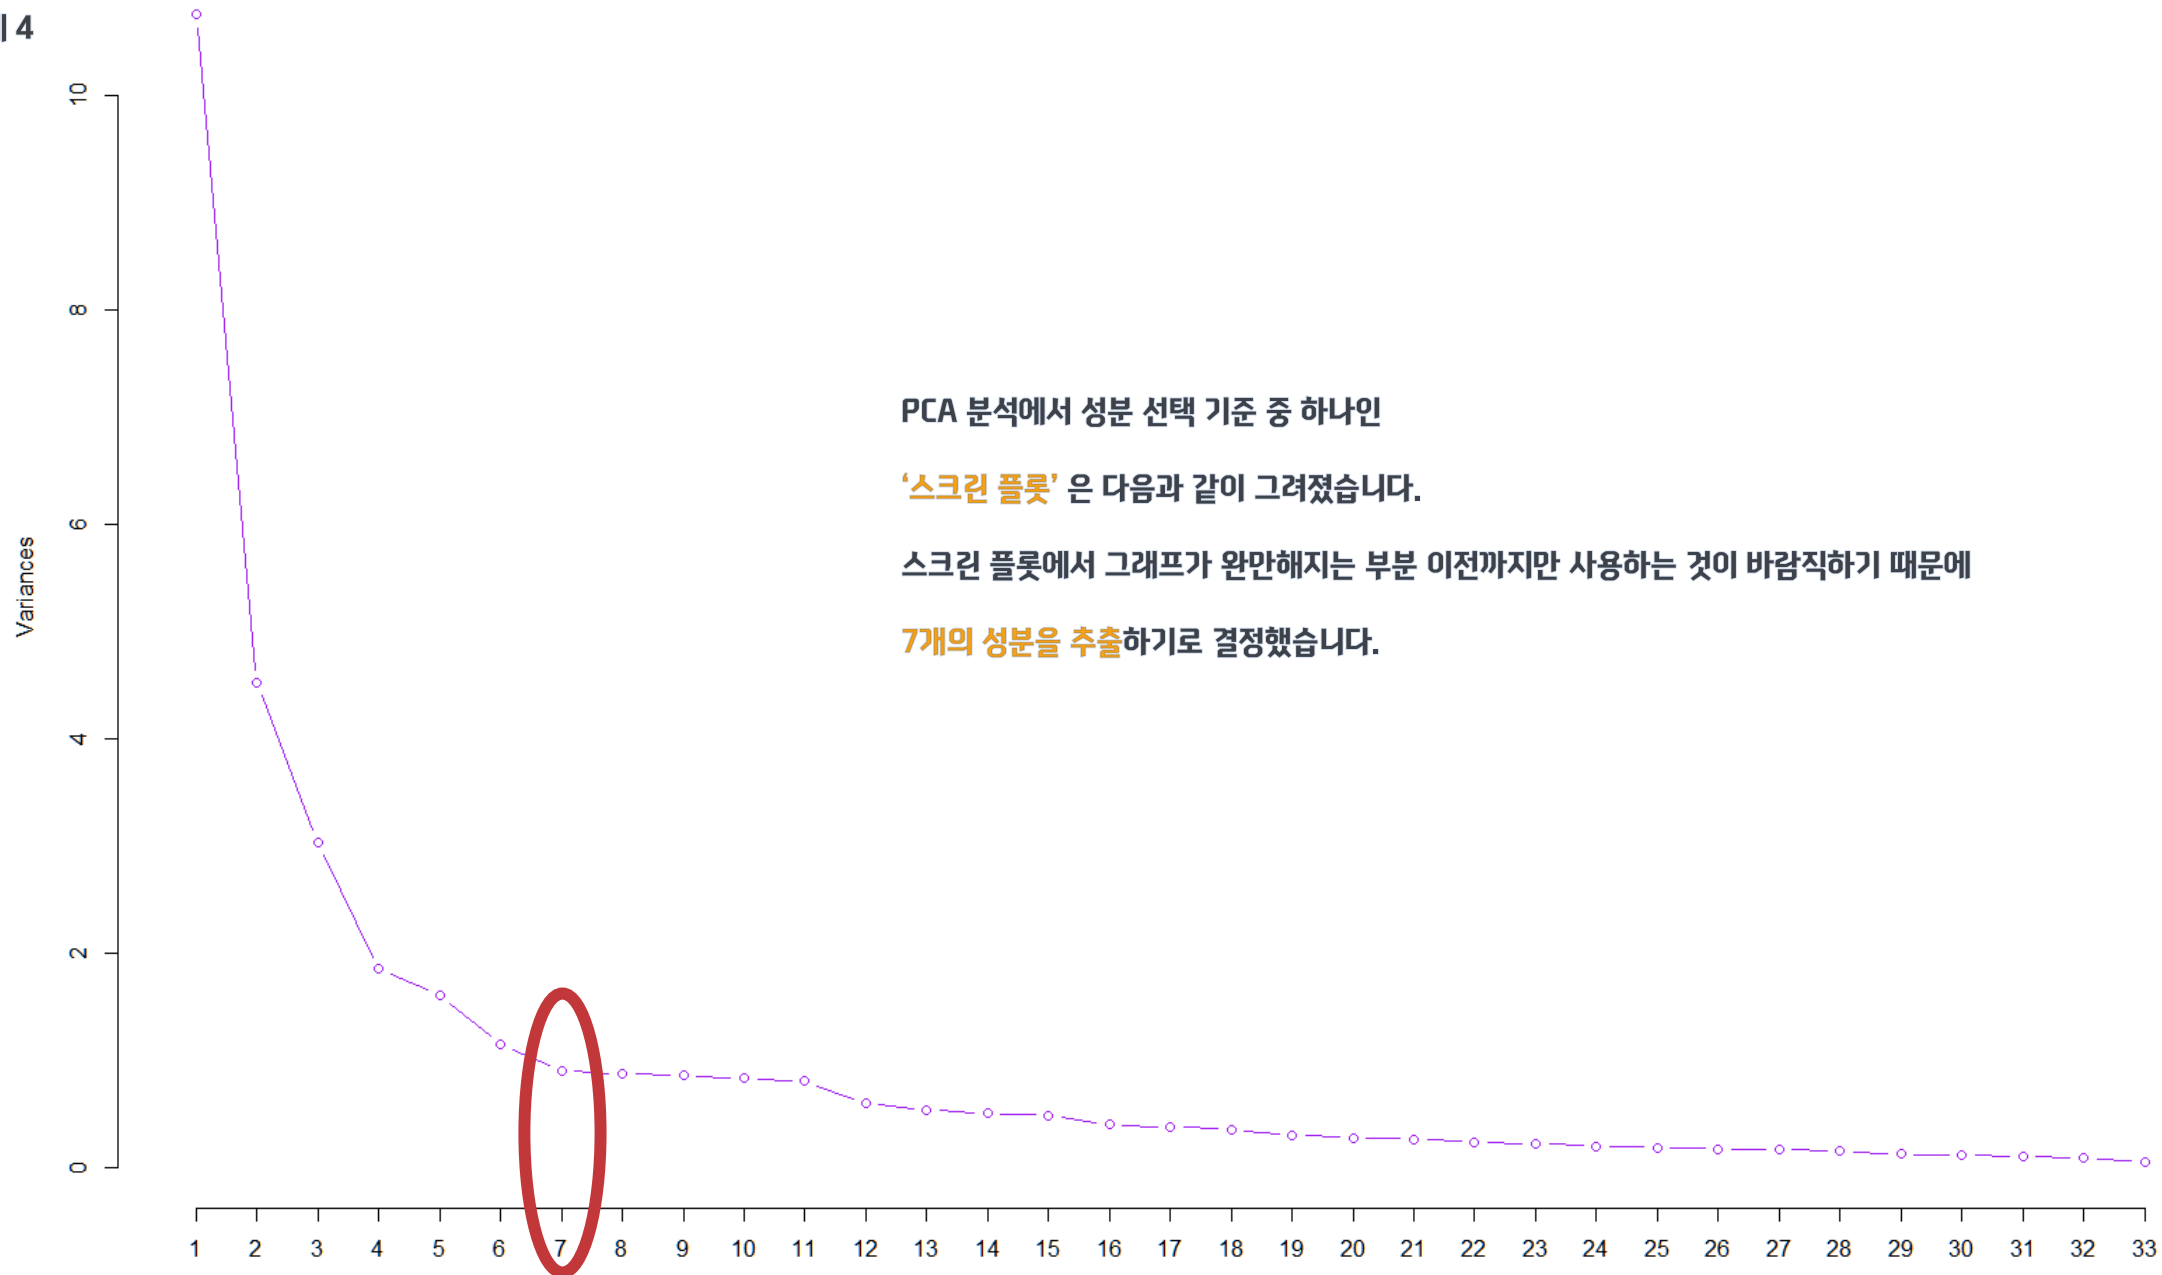 4
10
8
6
4
2
0
Variances
PCA 분석에서 성분 선택 기준 중 하나인
‘스크린 플롯’ 은 다음과 같이 그려졌습니다.
스크린 플롯에서 그래프가 완만해지는 부분 이전까지만 사용하는 것이 바람직하기 때문에
7개의 성분을 추출하기로 결정했습니다.
1 2 3 4 5 6 7 8 9 10 11 12 13 14 15 16 17 18 19 20 21 22 23 24 25 26 27 28 29 30 31 32 33